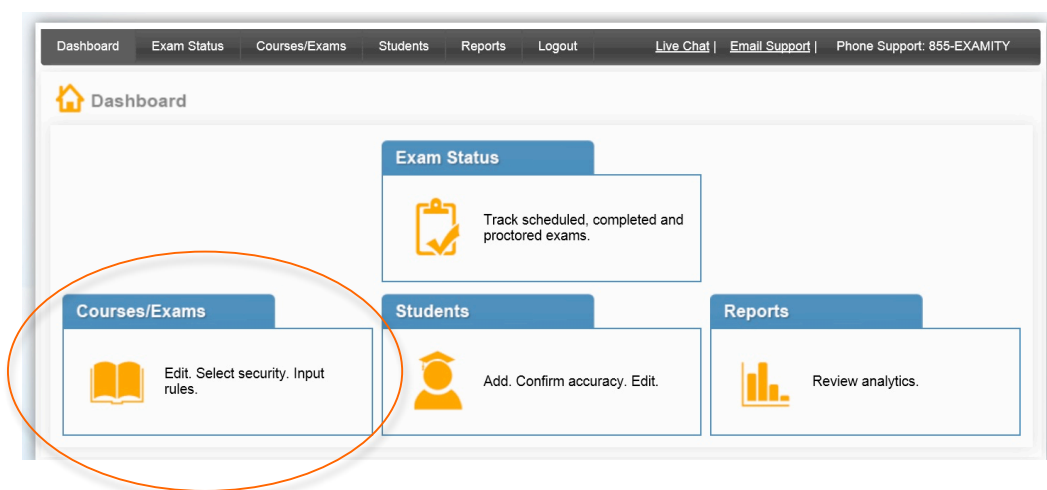 Dashboard Exam Status Courses/Exams Students Reports Logout Live Chat | Email Support | Phone Support: 855-EXAMITY
Dashboard
Exam Status
Track scheduled, completed and
proctored exams.
Courses/Exams
Edit. Select security. Input
rules.
Students
Add. Confirm accuracy. Edit.
Reports
Review analytics.